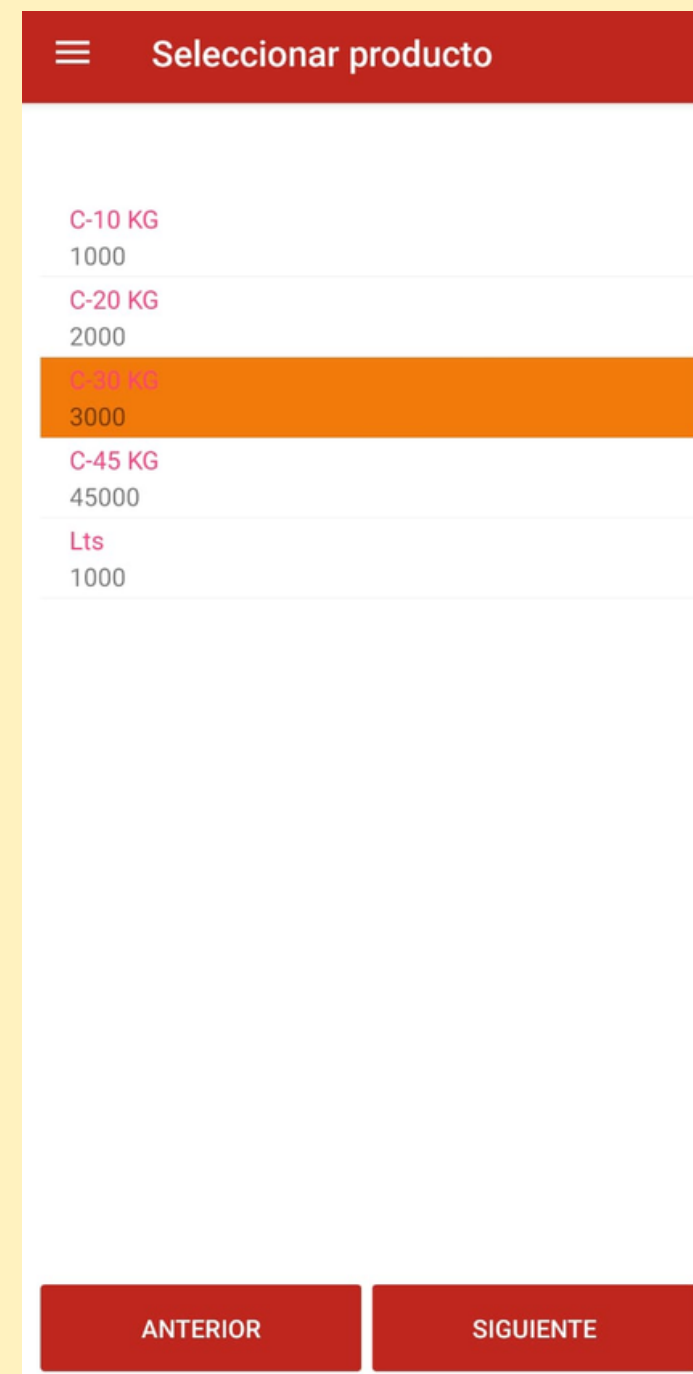 Seleccionar producto
C-10 KG
1000
C-20 KG
2000
C-30 KG
3000
C-45 KG
45000
Lts
1000
ANTERIOR
SIGUIENTE